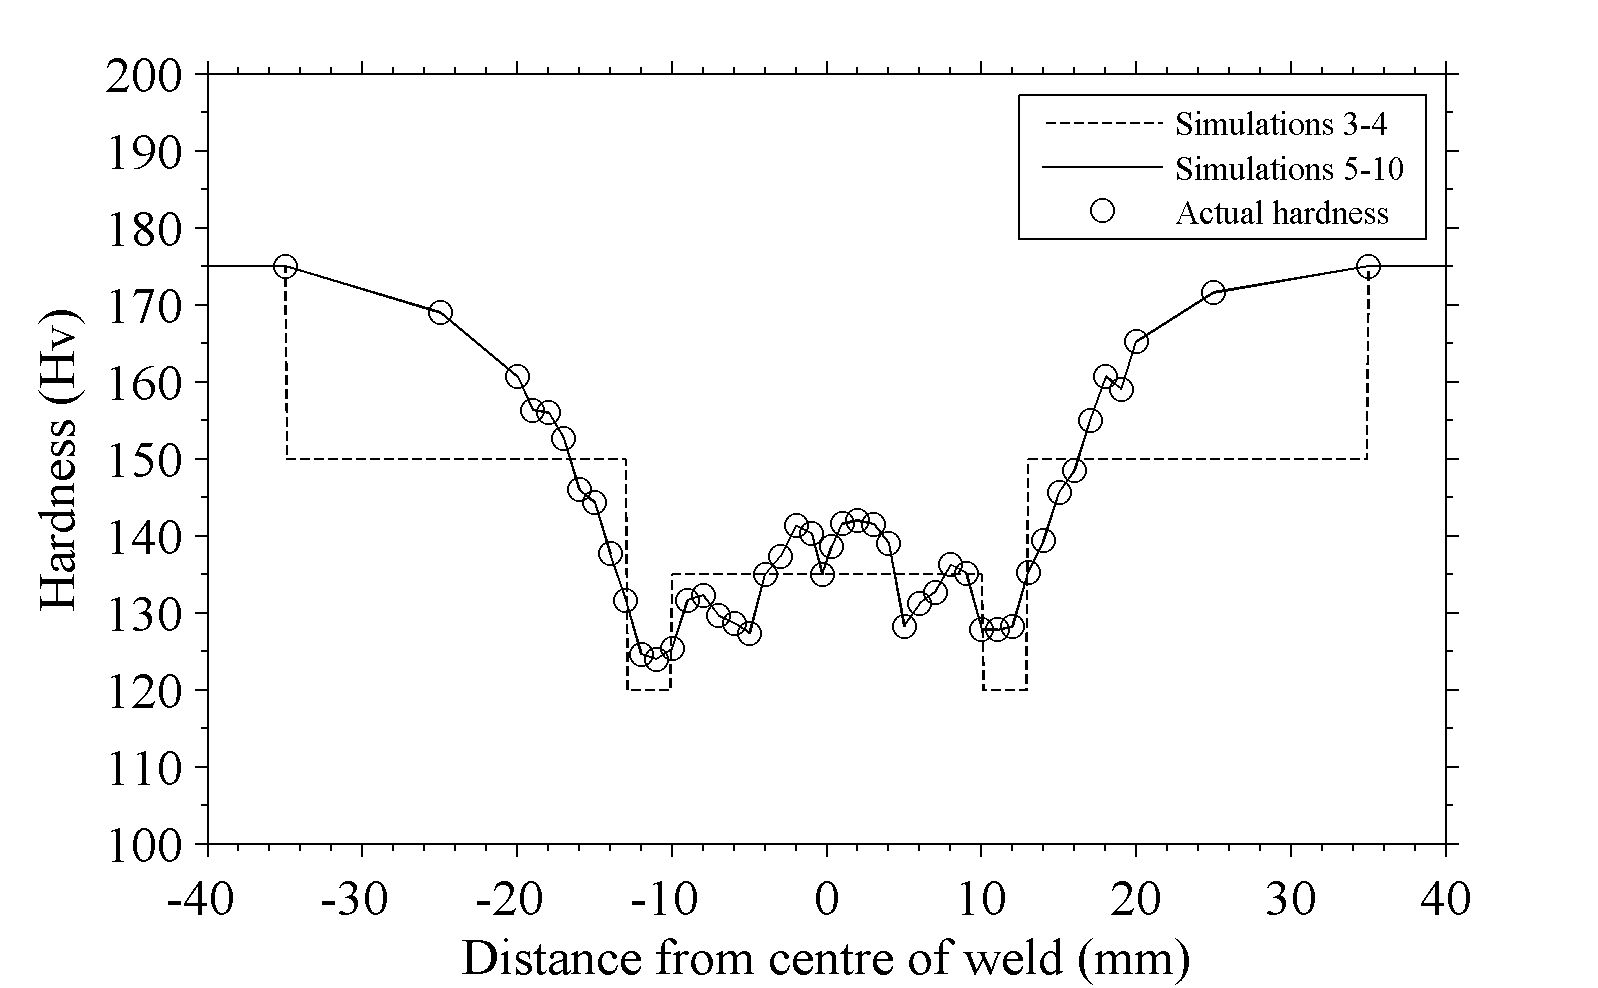 200
190
180
170
160
150
140
130
120
110
100
Hardness (Hv)
Simulations 3-4
Simulations 5-10
Actual hardness
-40 -30 -20 -10 0 10 20 30 40
Distance from centre of weld (mm)